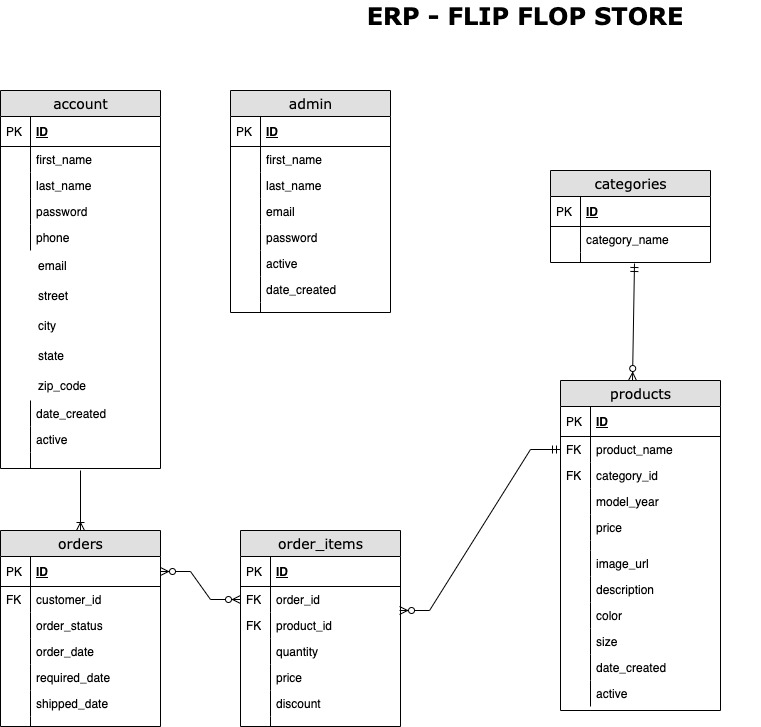 ERP - FLIP FLOP STORE
account
PK ID
first_name
last_name
password
phone
email
street
city
state
zip_code
date_created
active
admin
PK ID
first_name
last_name
email
password
active
date_created
categories
PK ID
category_name
products
PK ID
FK product_name
FK category_id
model_year
price
image_url
description
color
size
date_created
active
orders
PK ID
FK customer_id
order_status
order_date
required_date
shipped_date
order_items
PK ID
FK order_id
FK product_id
quantity
price
discount